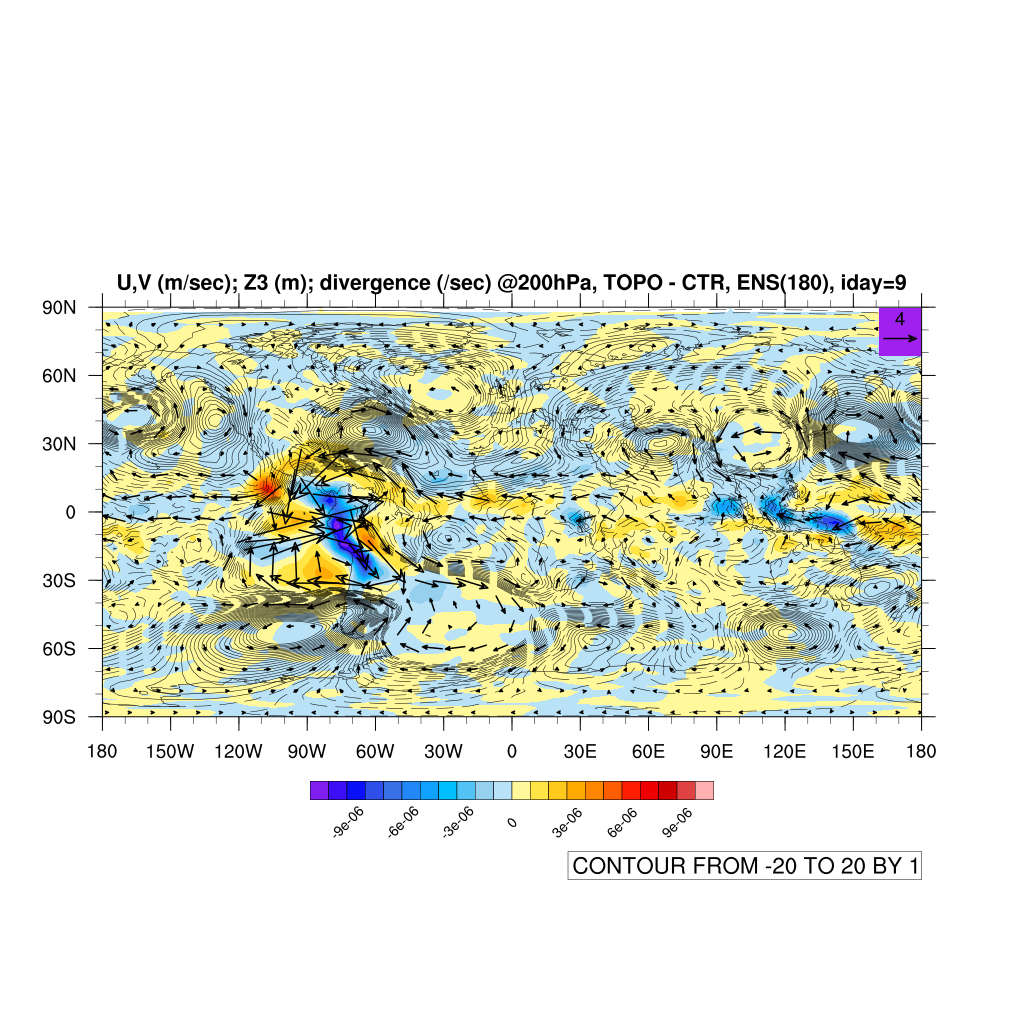 U,V (m/sec); Z3 (m); divergence (/sec) @200hPa, TOPO - CTR, ENS(180), iday=9
90N
4
60N
30N
0
30S
60S
90S
180 150W 120W 90W 60W 30W 0 30E 60E 90E 120E 150E 180
-9e-06 -6e-06 -3e-06 0 3e-06 6e-06 9e-06
CONTOUR FROM -20 TO 20 BY 1